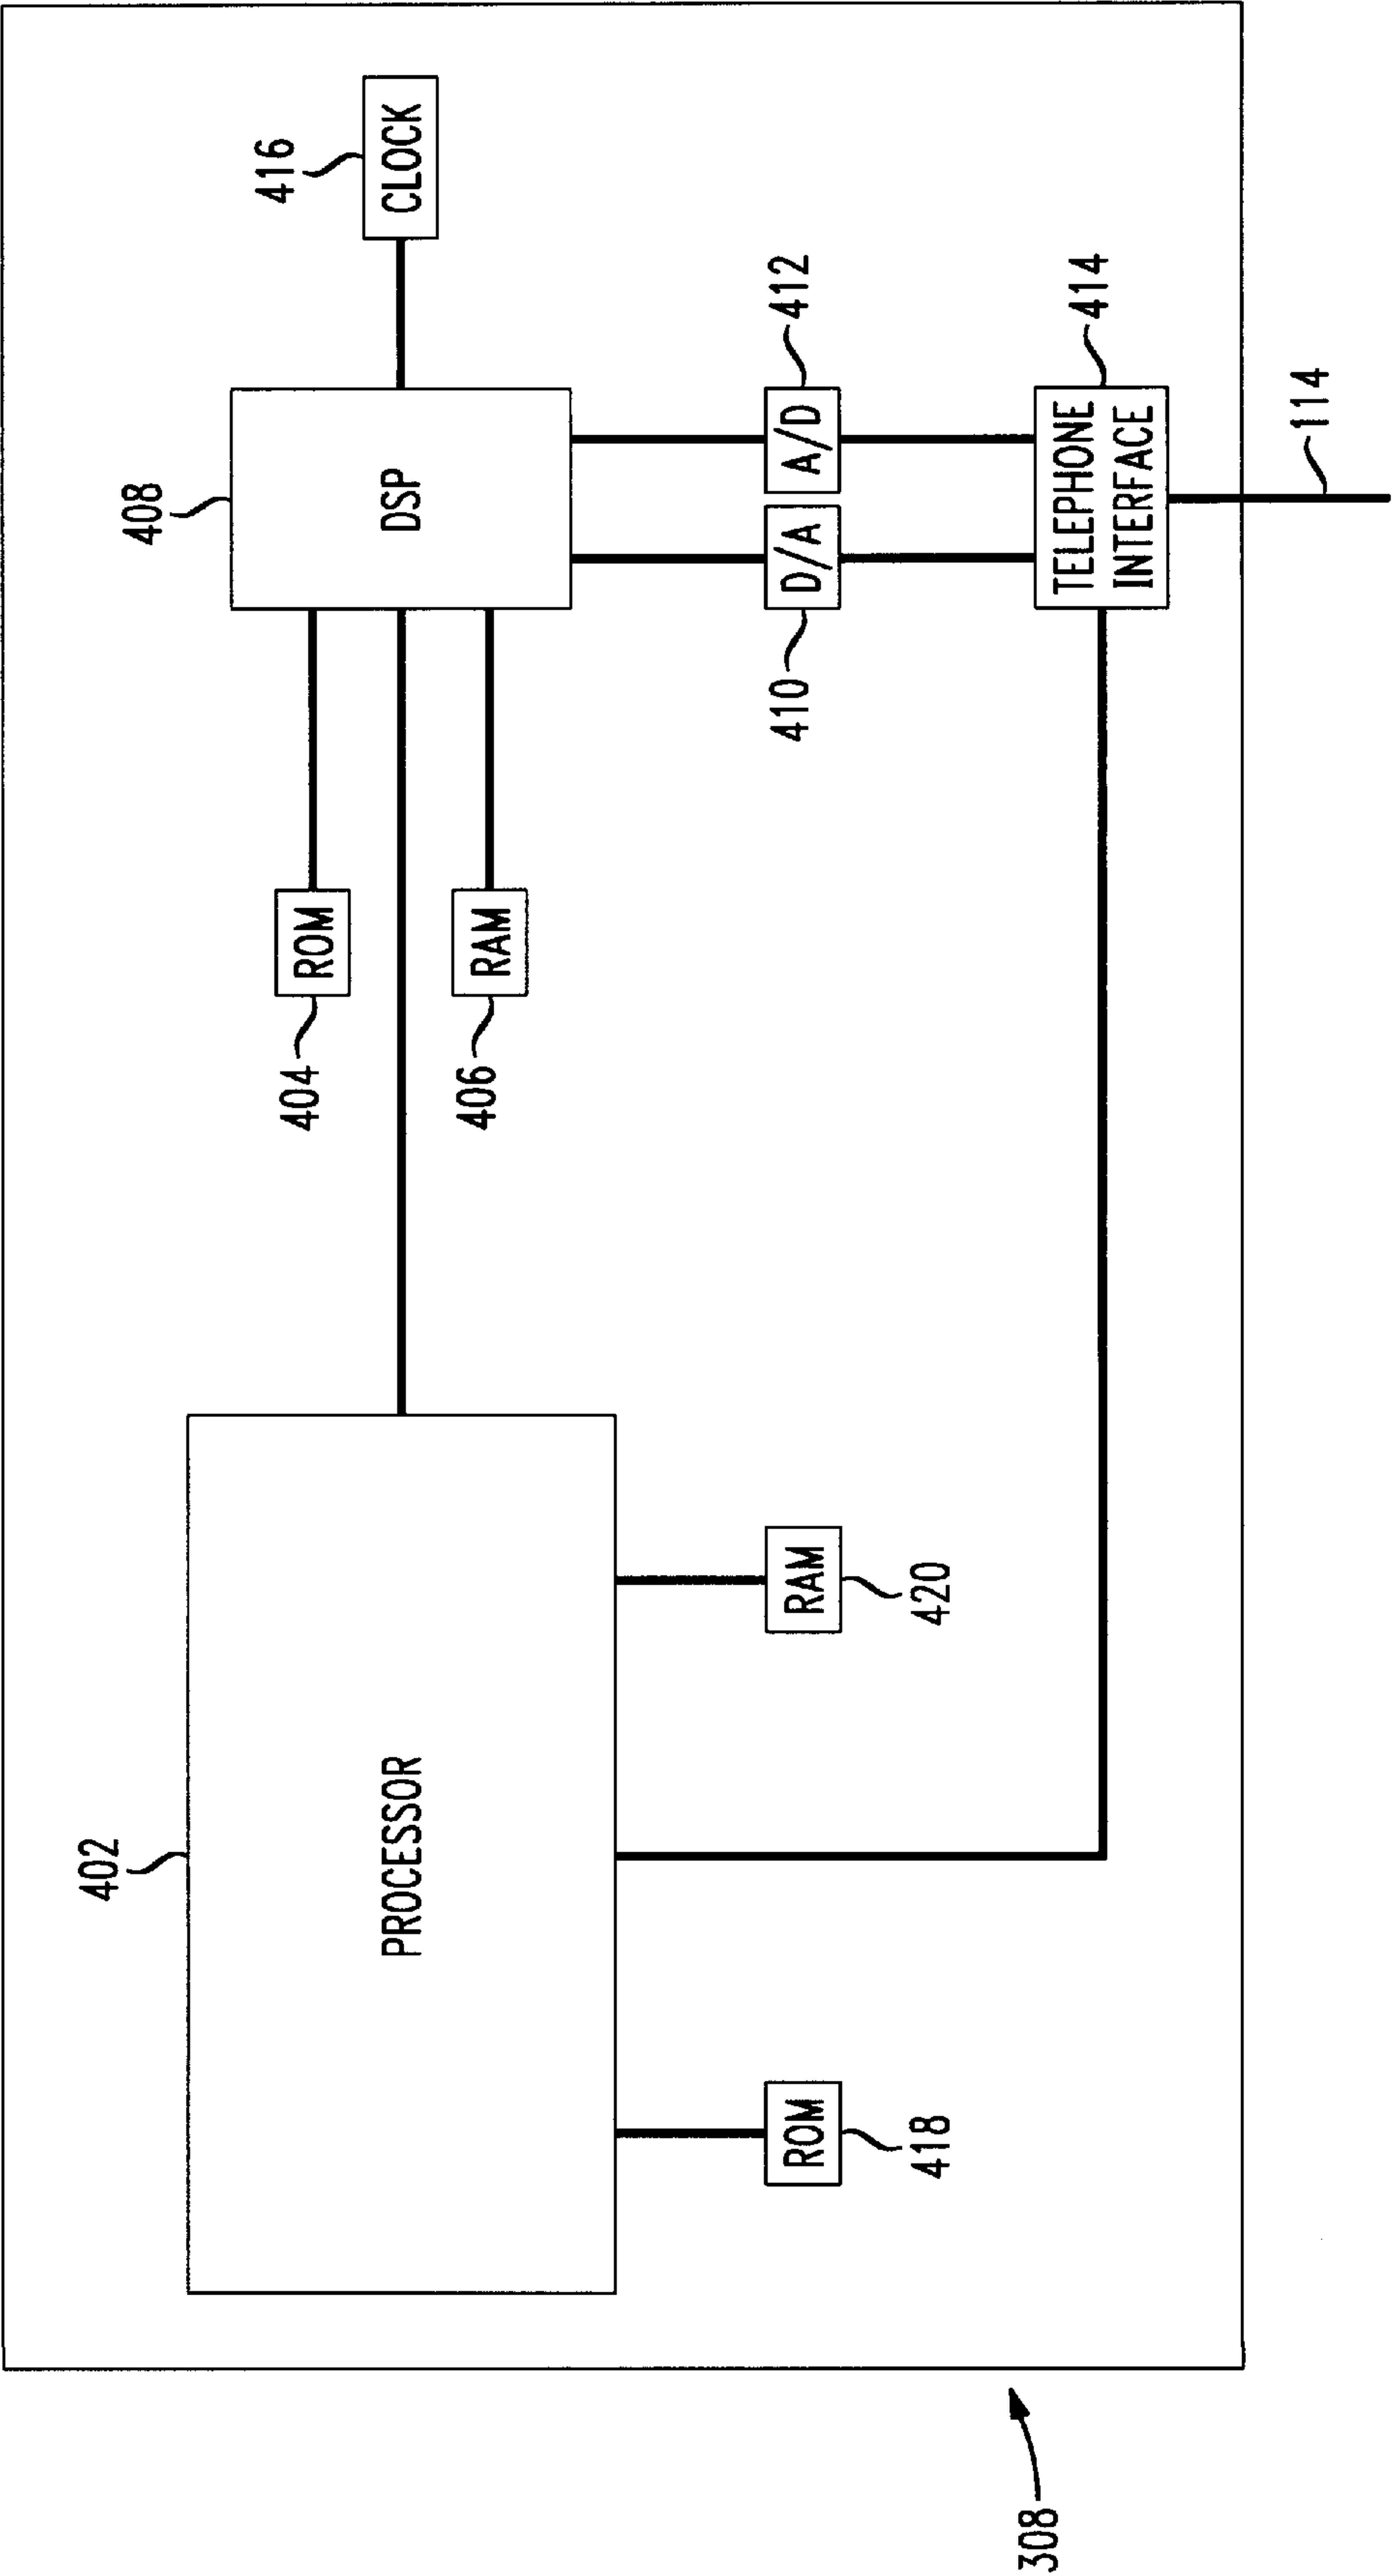 402
PROCESSOR
ROM
418
RAM
420
404
ROM
406
RAM
408
DSP
416
CLOCK
410
D/A
A/D
412
TELEPHONE
INTERFACE
414
114
308